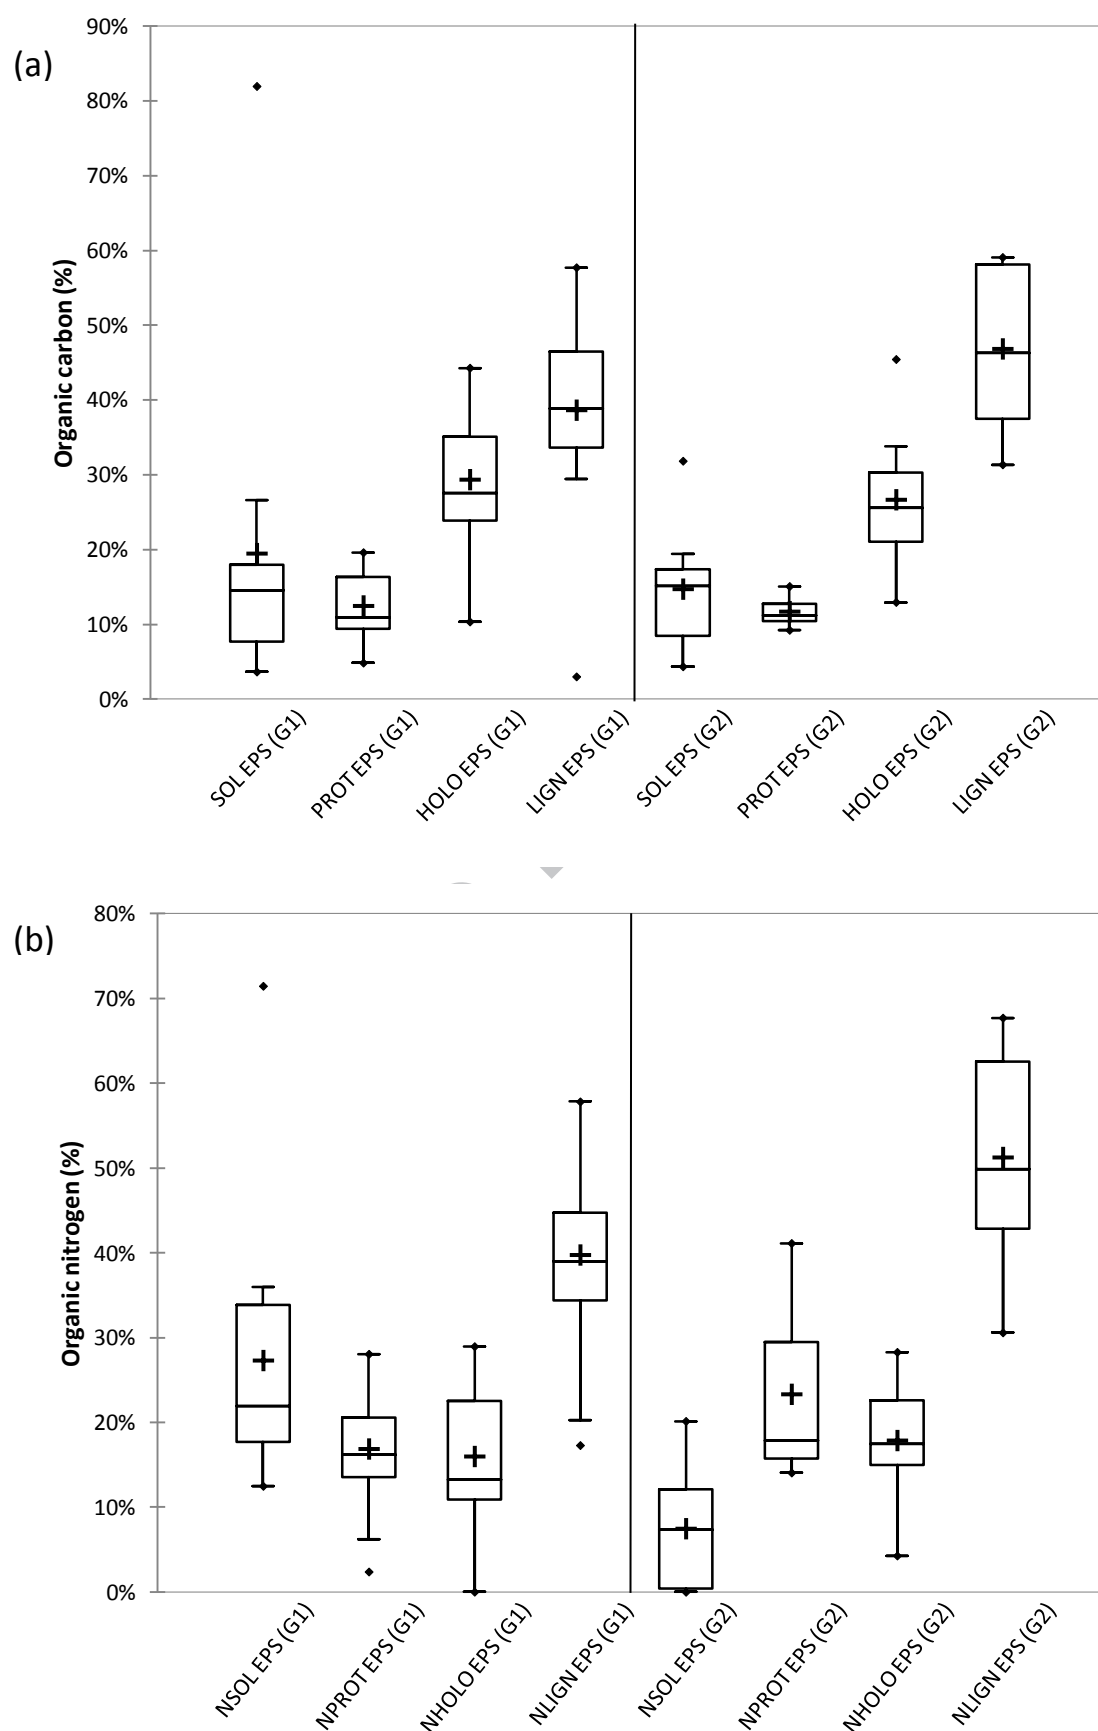 (a)
Organic carbon (%)
90%
80%
70%
60%
50%
40%
30%
20%
10%
0%
SOL EPS (G1)
PROT EPS (G1)
HOLO EPS (G1)
LIGN EPS (G1)
SOL EPS (G2)
PROT EPS (G2)
HOLO EPS (G2)
LIGN EPS (G2)
(b)
Organic nitrogen (%)
80%
70%
60%
50%
40%
30%
20%
10%
0%
NSOL EPS (G1)
NPROT EPS (G1)
NHOLO EPS (G1)
NLIGN EPS (G1)
NSOL EPS (G2)
NPROT EPS (G2)
NHOLO EPS (G2)
NLIGN EPS (G2)